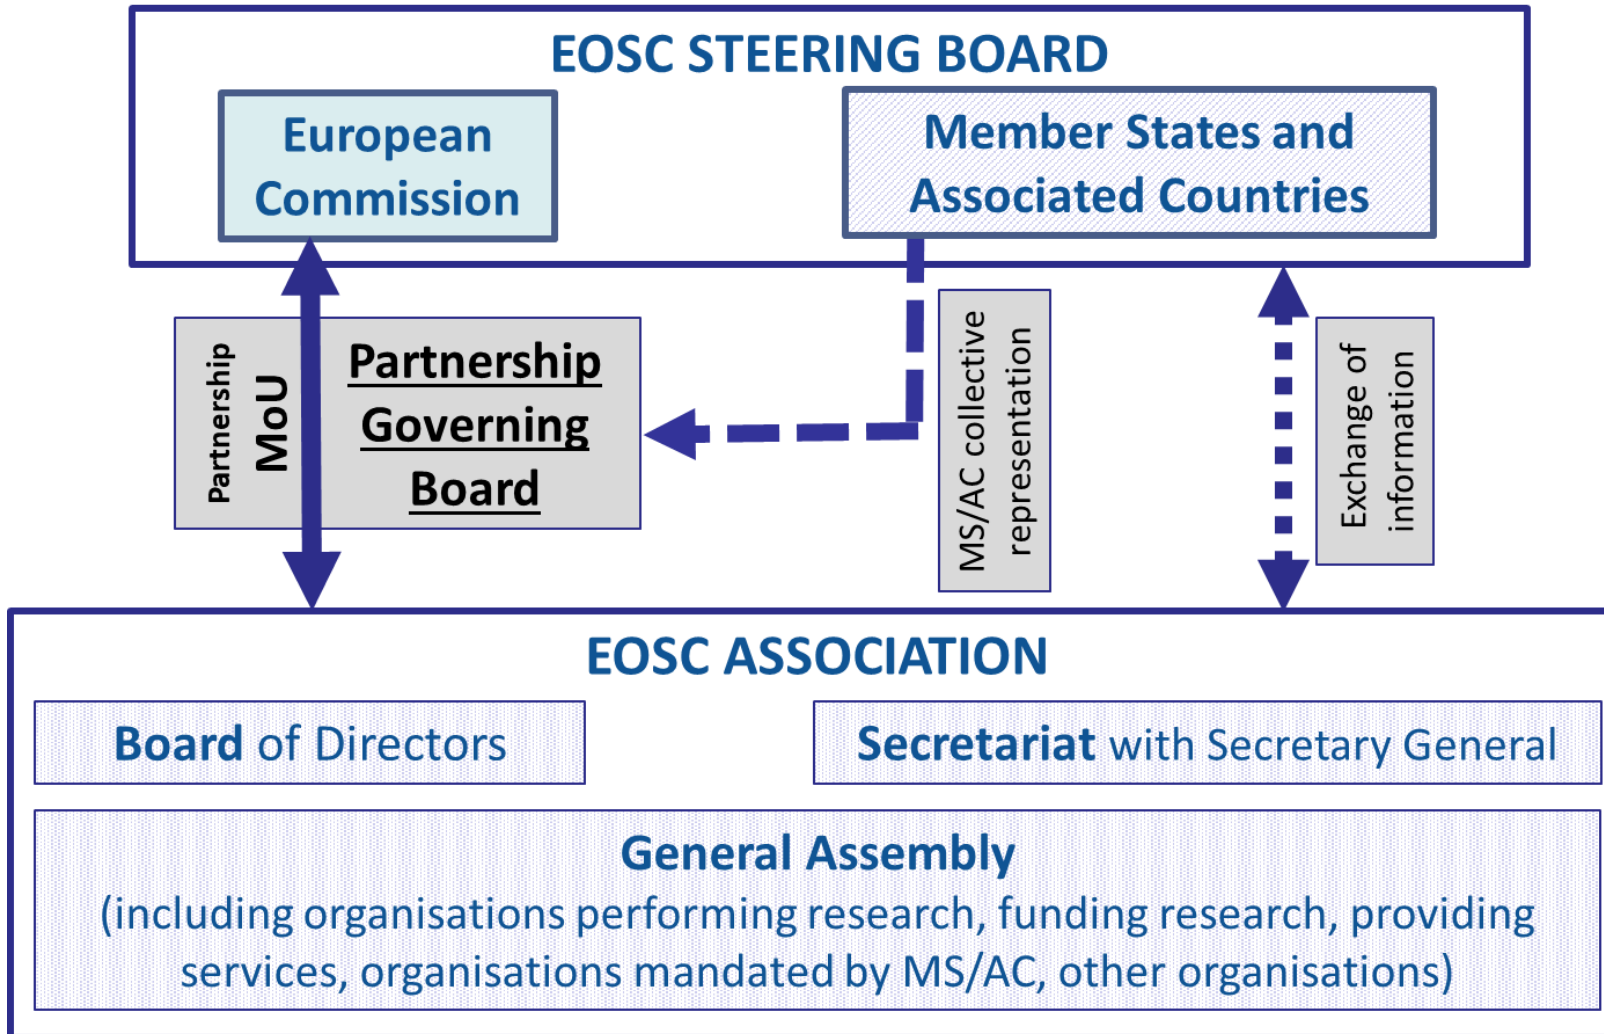 EOSC STEERING BOARD
European
Commission
Member States and
Associated Countries
Partnership
MoU
Partnership
Governing
Board
MS/AC collective
representation
Exchange of
information
EOSC ASSOCIATION
Board of Directors
Secretariat with Secretary General
General Assembly
(including organisations performing research, funding research, providing
services, organisations mandated by MS/AC, other organisations)